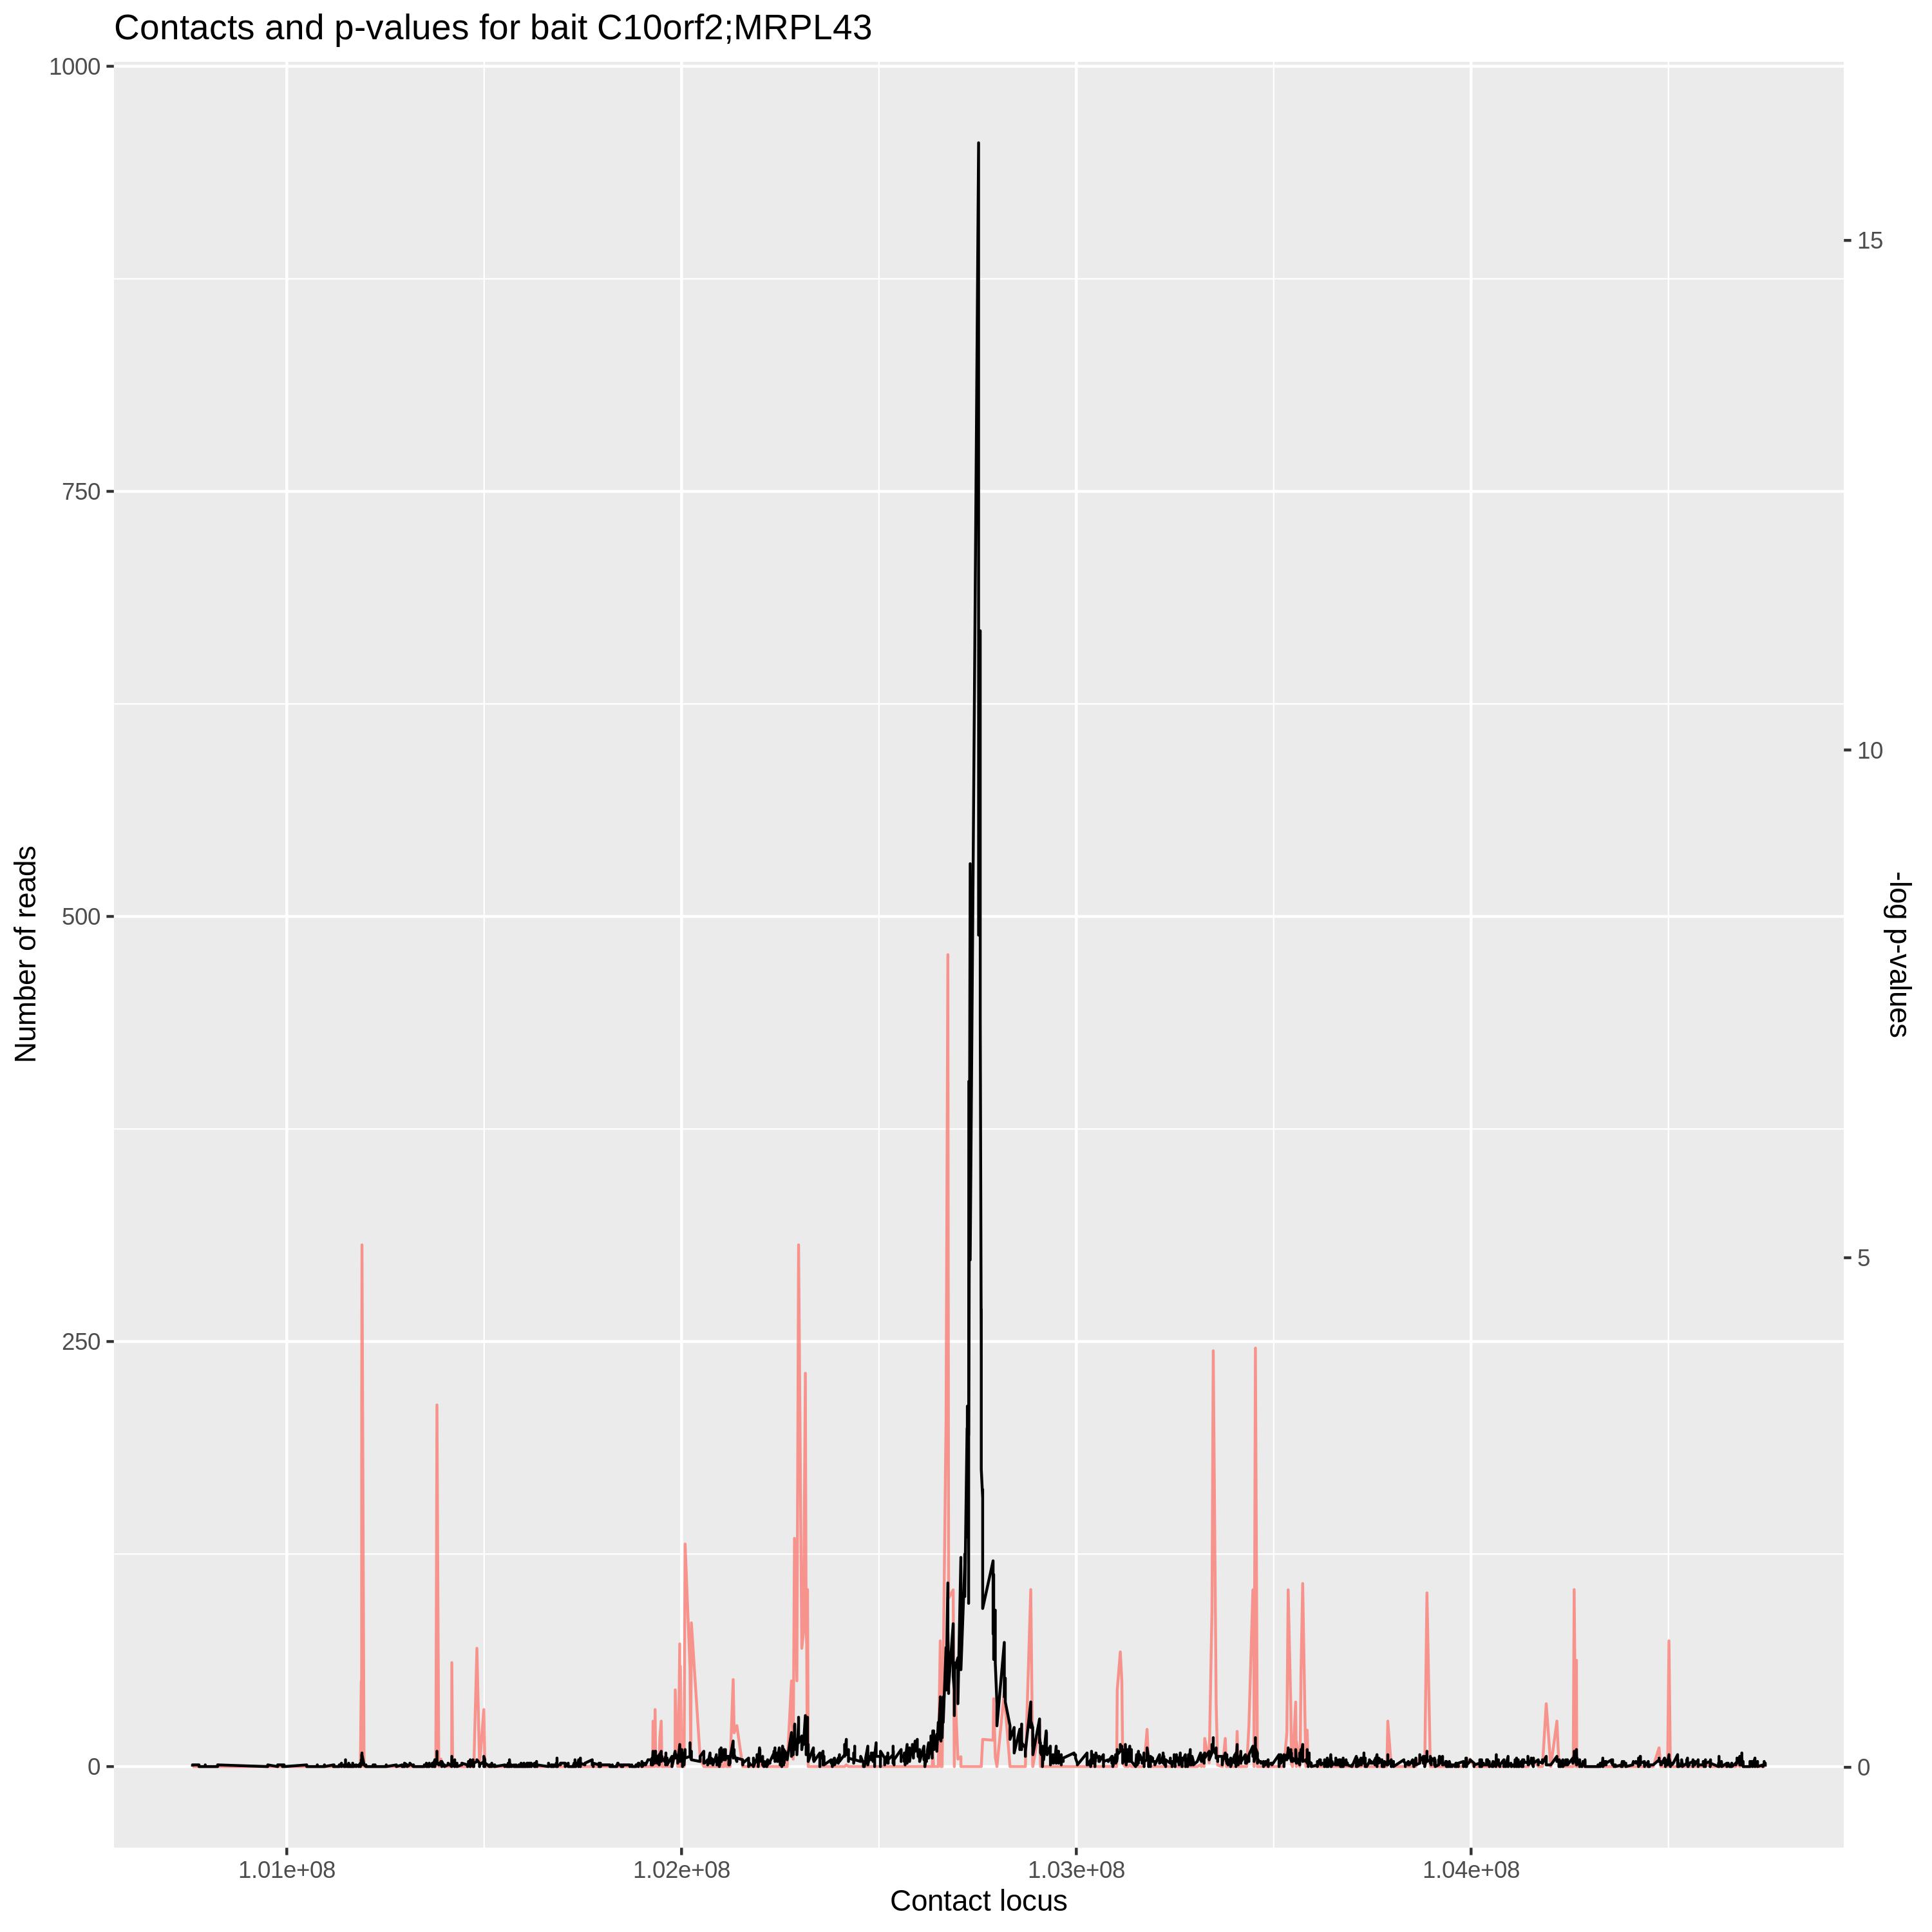 Contacts and p-values for bait C10orf2;MRPL43
1000
750
500
250
0
Number of reads
15
10
5
0
-log p-values
1.01e+08
1.02e+08
1.03e+08
1.04e+08
Contact locus